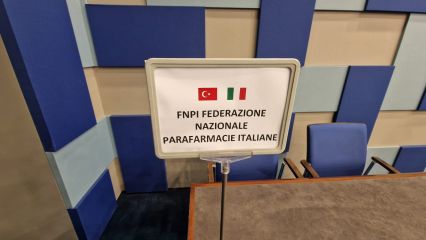 FNPI FEDERAZIONE
NAZIONALE
PARAFARMACIE ITALIANE